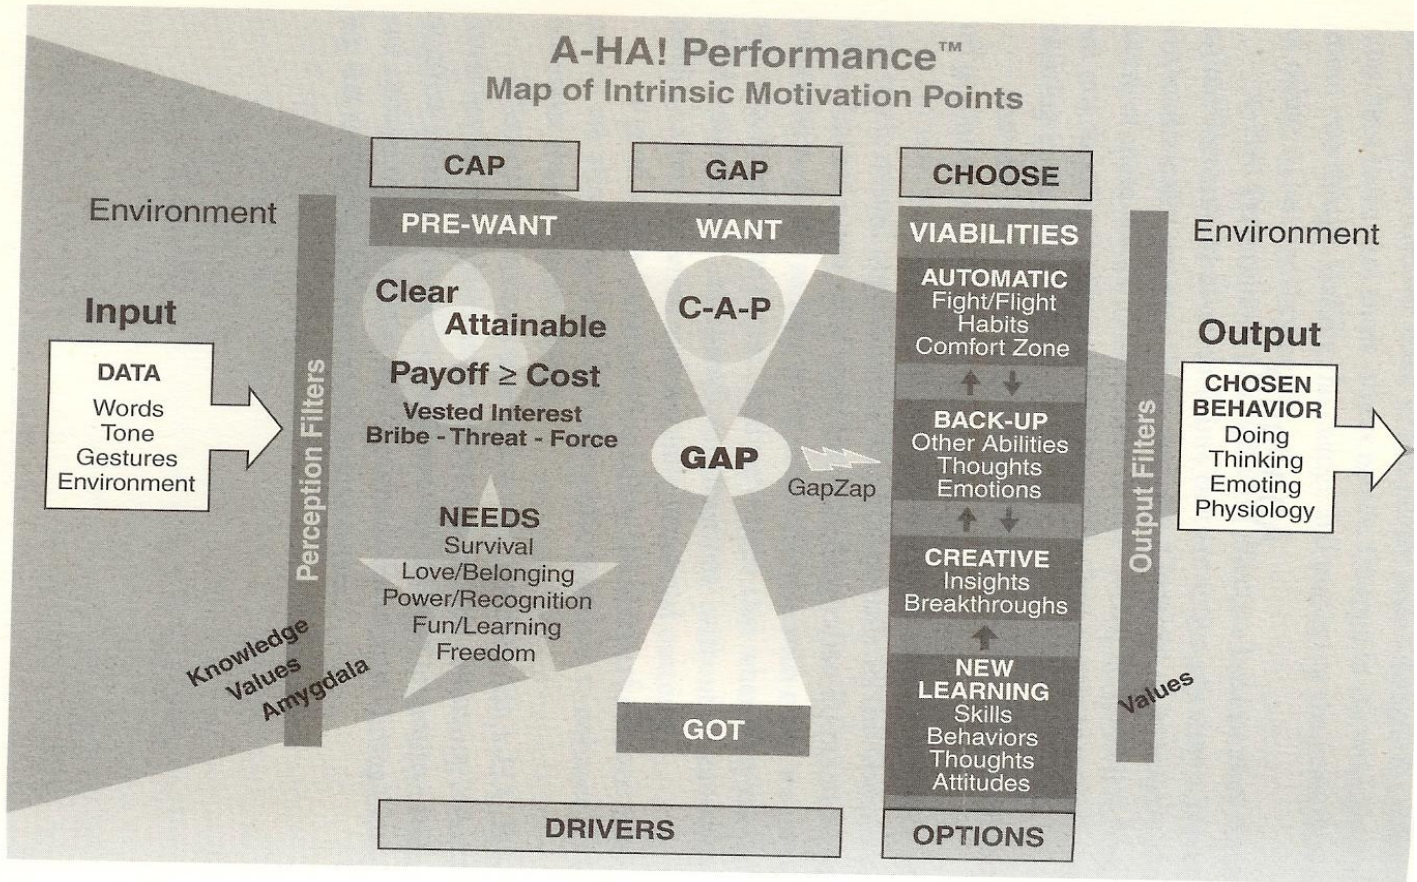 A-HA! Performance™
Map of Intrinsic Motivation Points
Environment
Input
DATA
Words
Tone
Gestures
Environment
Perception Filters
Knowledge
Values
Amygdala
CAP
PRE-WANT
Clear
Attainable
Payoff ≥ Cost
Vested Interest
Bribe - Threat - Force
NEEDS
Survival
Love/Belonging
Power/Recognition
Fun/Learning
Freedom
GAP
WANT
C-A-P
GAP
GapZap
GOT
DRIVERS
CHOOSE
VIABILITIES
AUTOMATIC
Fight/Flight
Habits
Comfort Zone
BACK-UP
Other Abilities
Thoughts
Emotions
CREATIVE
Insights
Breakthroughs
NEW
LEARNING
Skills
Behaviors
Thoughts
Attitudes
OPTIONS
Output Filters
Values
Environment
Output
CHOSEN
BEHAVIOR
Doing
Thinking
Emoting
Physiology